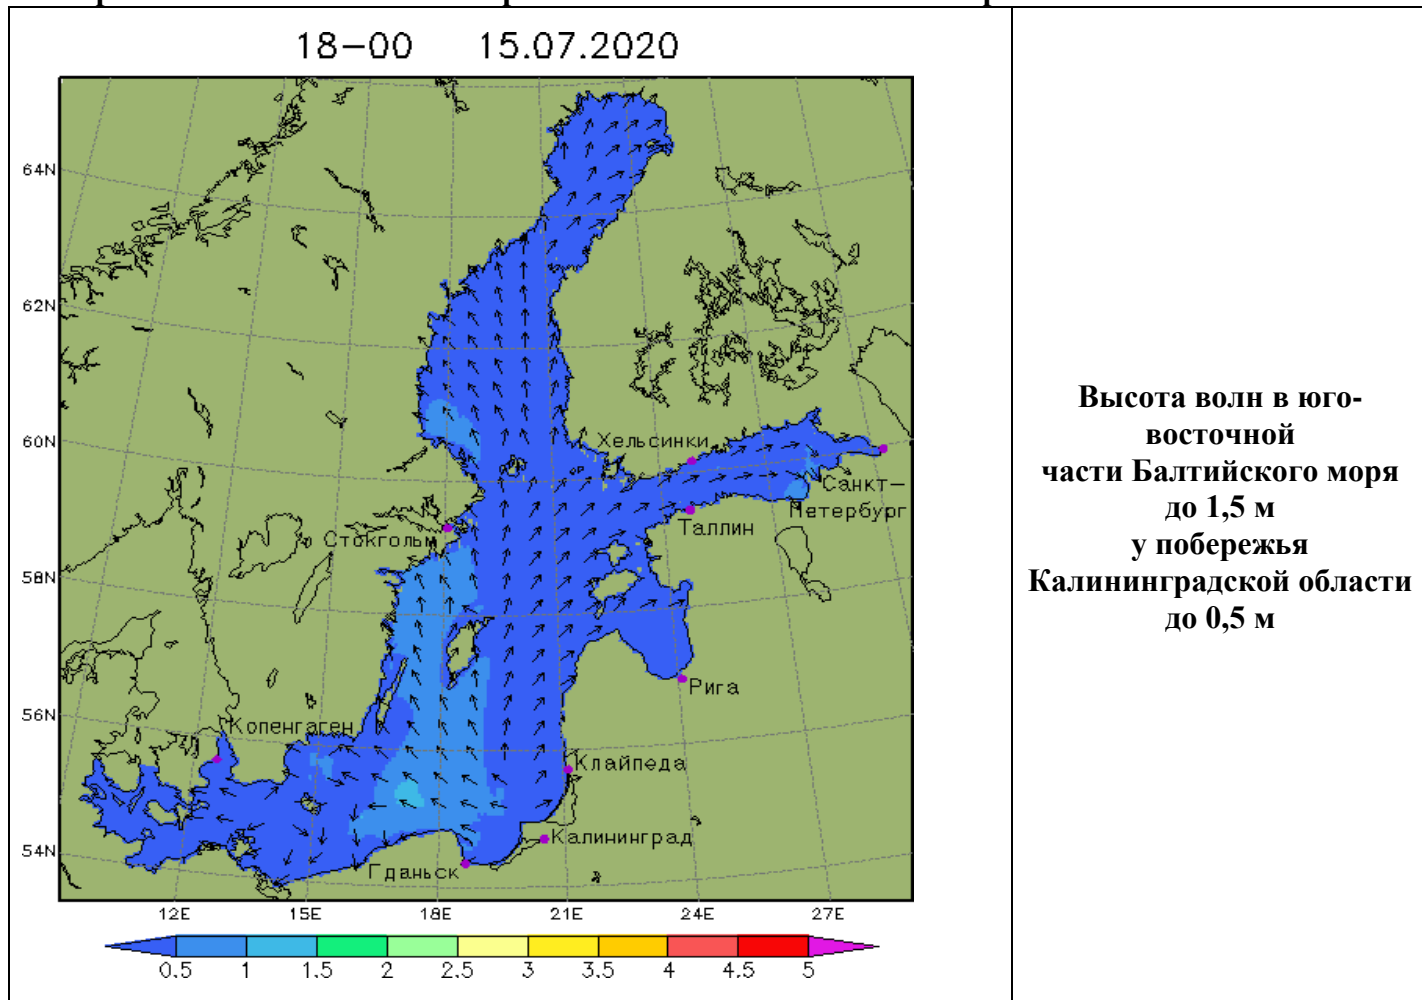 18-00 15.07.2020
64N
62N
60N
58N
56N
54N
Хельсинки
Санкт-
Петербург
Таллин
Стокгольм
Рига
Копенгаген
Клайпеда
Калининград
Гданьск
12E 15E 18E 21E 24E 27E
0.5 1 1.5 2 2.5 3 3.5 4 4.5 5
Высота волн в юго-
восточной
части Балтийского моря
до 1,5 м
у побережья
Калининградской области
до 0,5 м